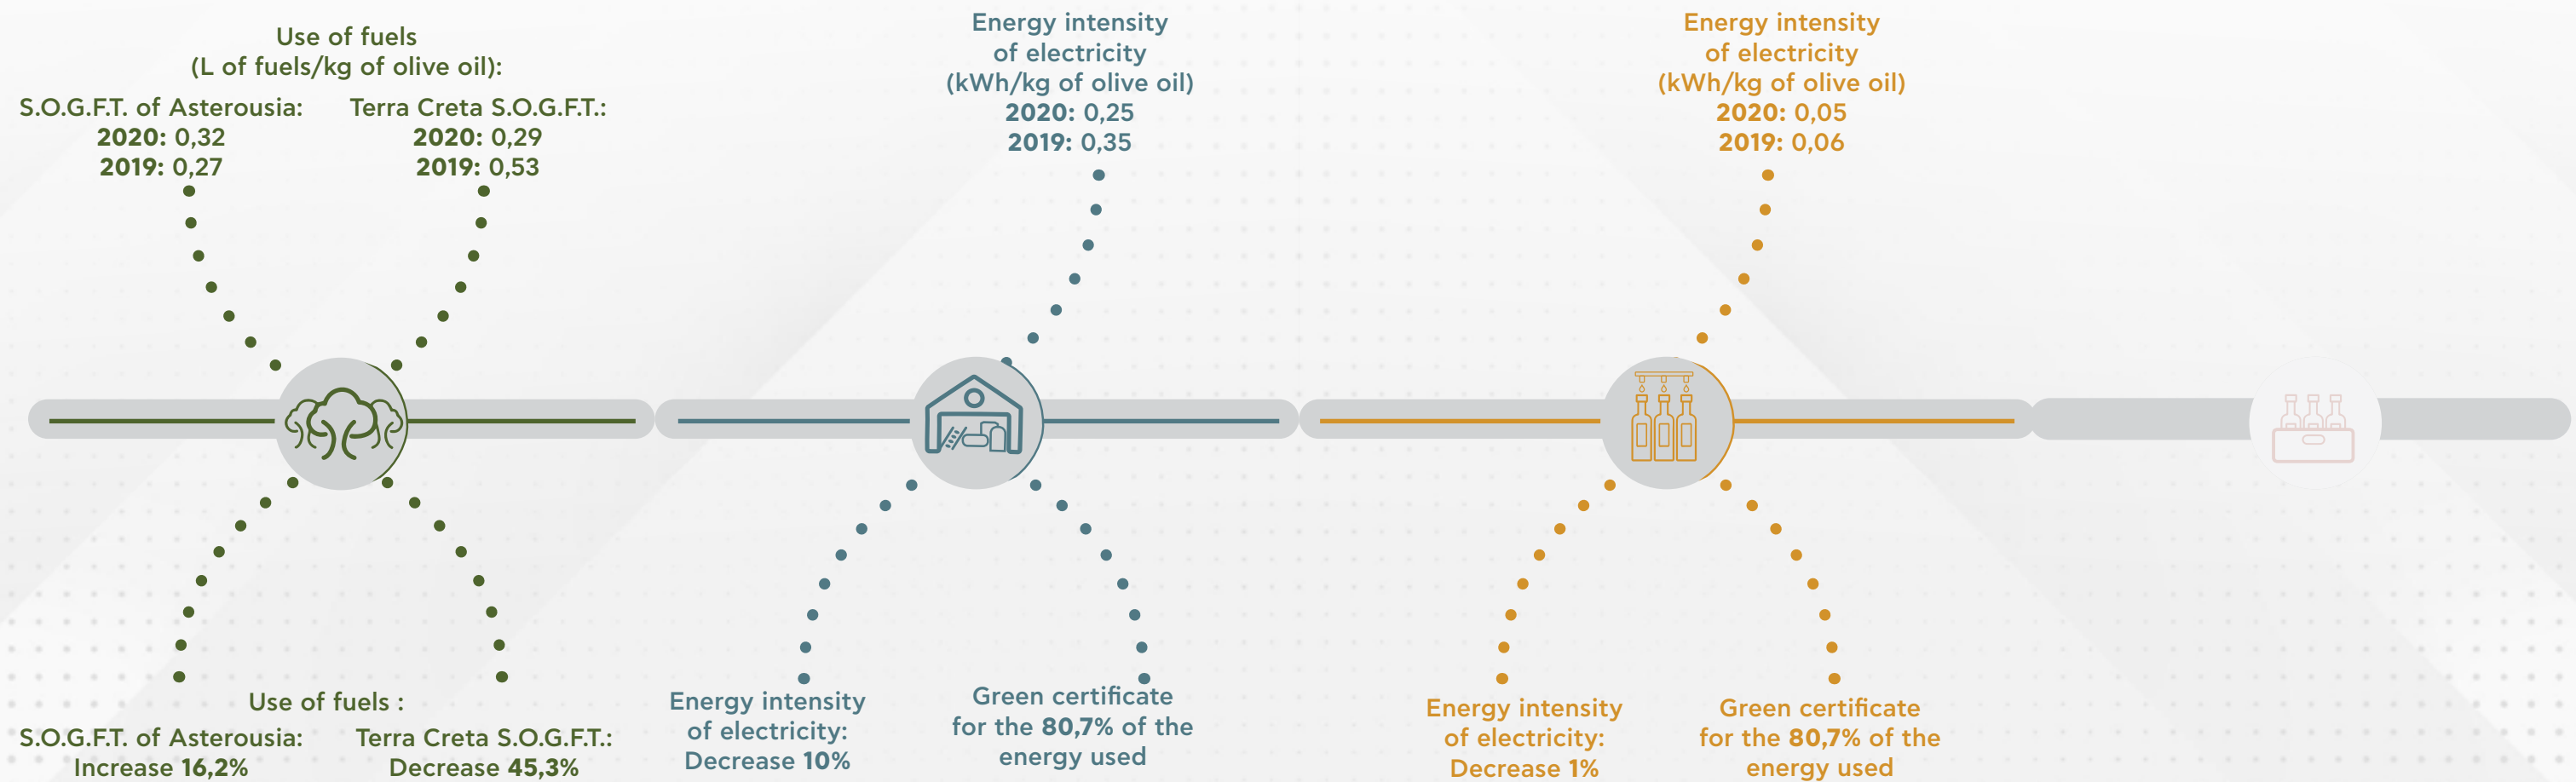 Use of fuels
(L of fuels/kg of olive oil):
S.O.G.F.T. of Asterousia:
2020: 0,32
2019: 0,27
Terra Creta S.O.G.F.T.:
2020: 0,29
2019: 0,53
Energy intensity
of electricity
(kWh/kg of olive oil)
2020: 0,25
2019: 0,35
Energy intensity
of electricity
(kWh/kg of olive oil)
2020: 0,05
2019: 0,06
Use of fuels :
S.O.G.F.T. of Asterousia:
Increase 16,2%
Terra Creta S.O.G.F.T.:
Decrease 45,3%
Energy intensity
of electricity:
Decrease 10%
Green certificate
for the 80,7% of the
energy used
Energy intensity
of electricity:
Decrease 1%
Green certificate
for the 80,7% of the
energy used